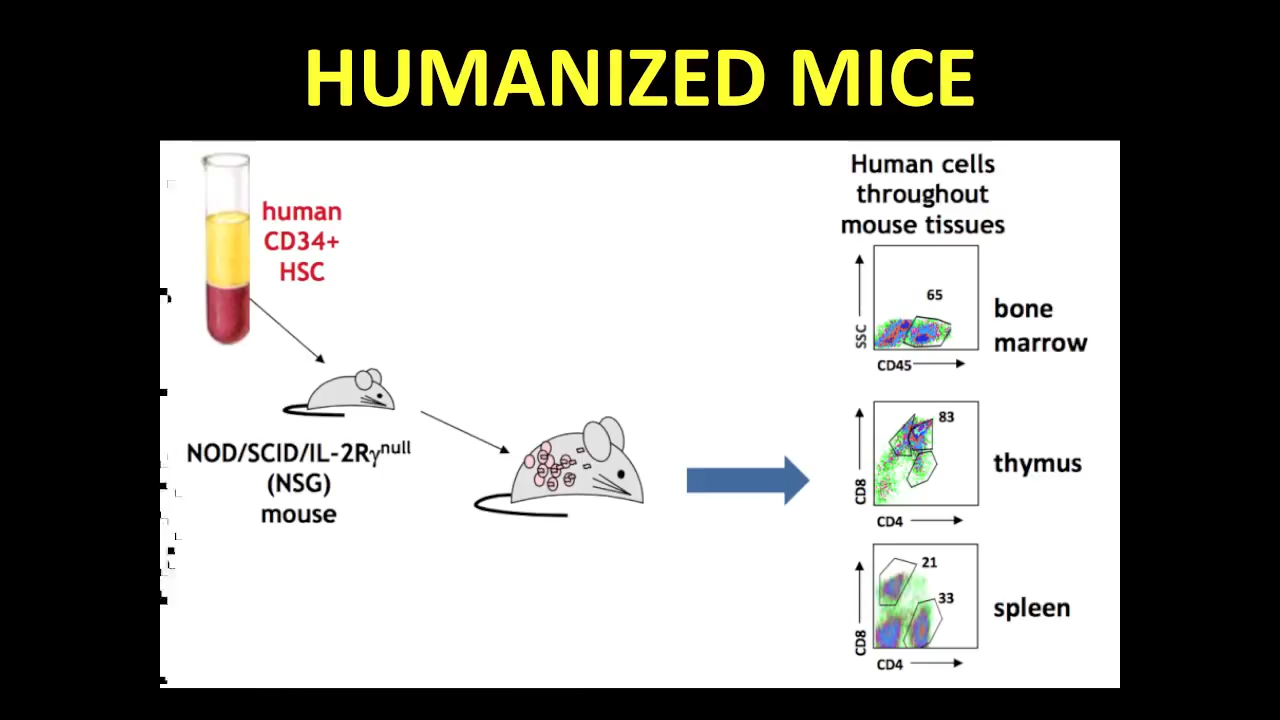 HUMANIZED MICE
human
CD34+
HSC
NOD/SCID/IL-2Rγnull
(NSG)
mouse
Human cells
throughout
mouse tissues
65
SSC
CD45
bone
marrow
83
CD8
CD4
thymus
21
33
CD8
CD4
spleen